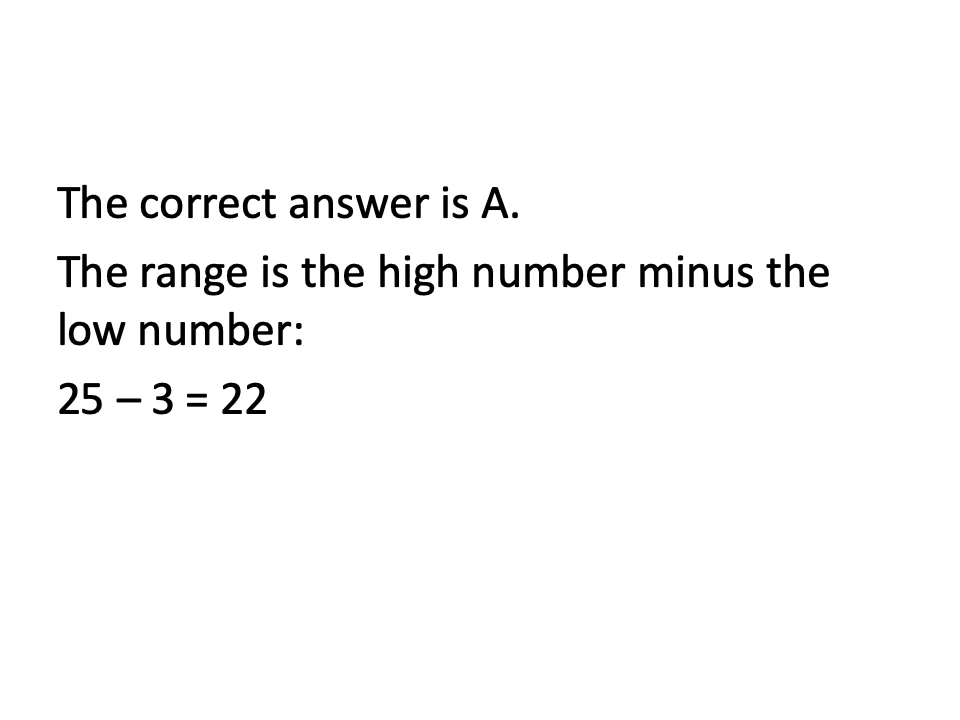 The correct answer is A.
The range is the high number minus the
low number:
25 – 3 = 22